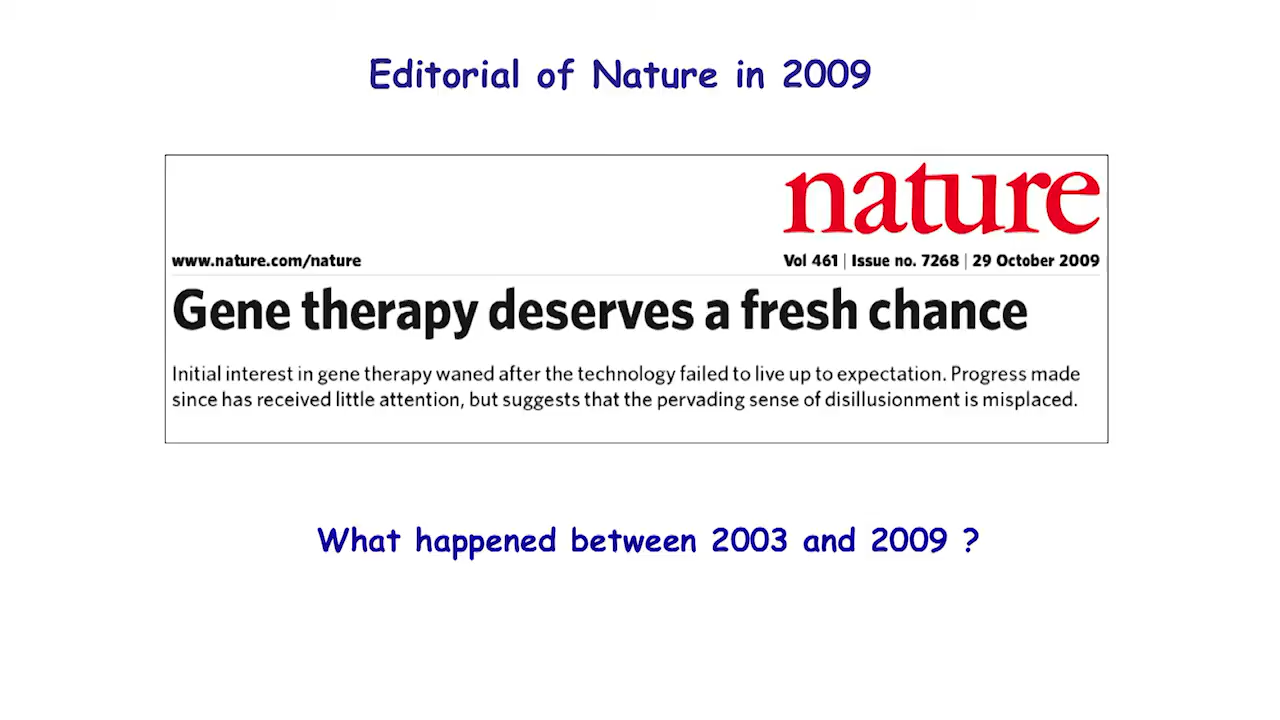 Editorial of Nature in 2009
nature
www.nature.com/nature
Vol 461 | Issue no. 7268 | 29 October 2009
Gene therapy deserves a fresh chance
Initial interest in gene therapy waned after the technology failed to live up to expectation. Progress made
since has received little attention, but suggests that the pervading sense of disillusionment is misplaced.
What happened between 2003 and 2009 ?